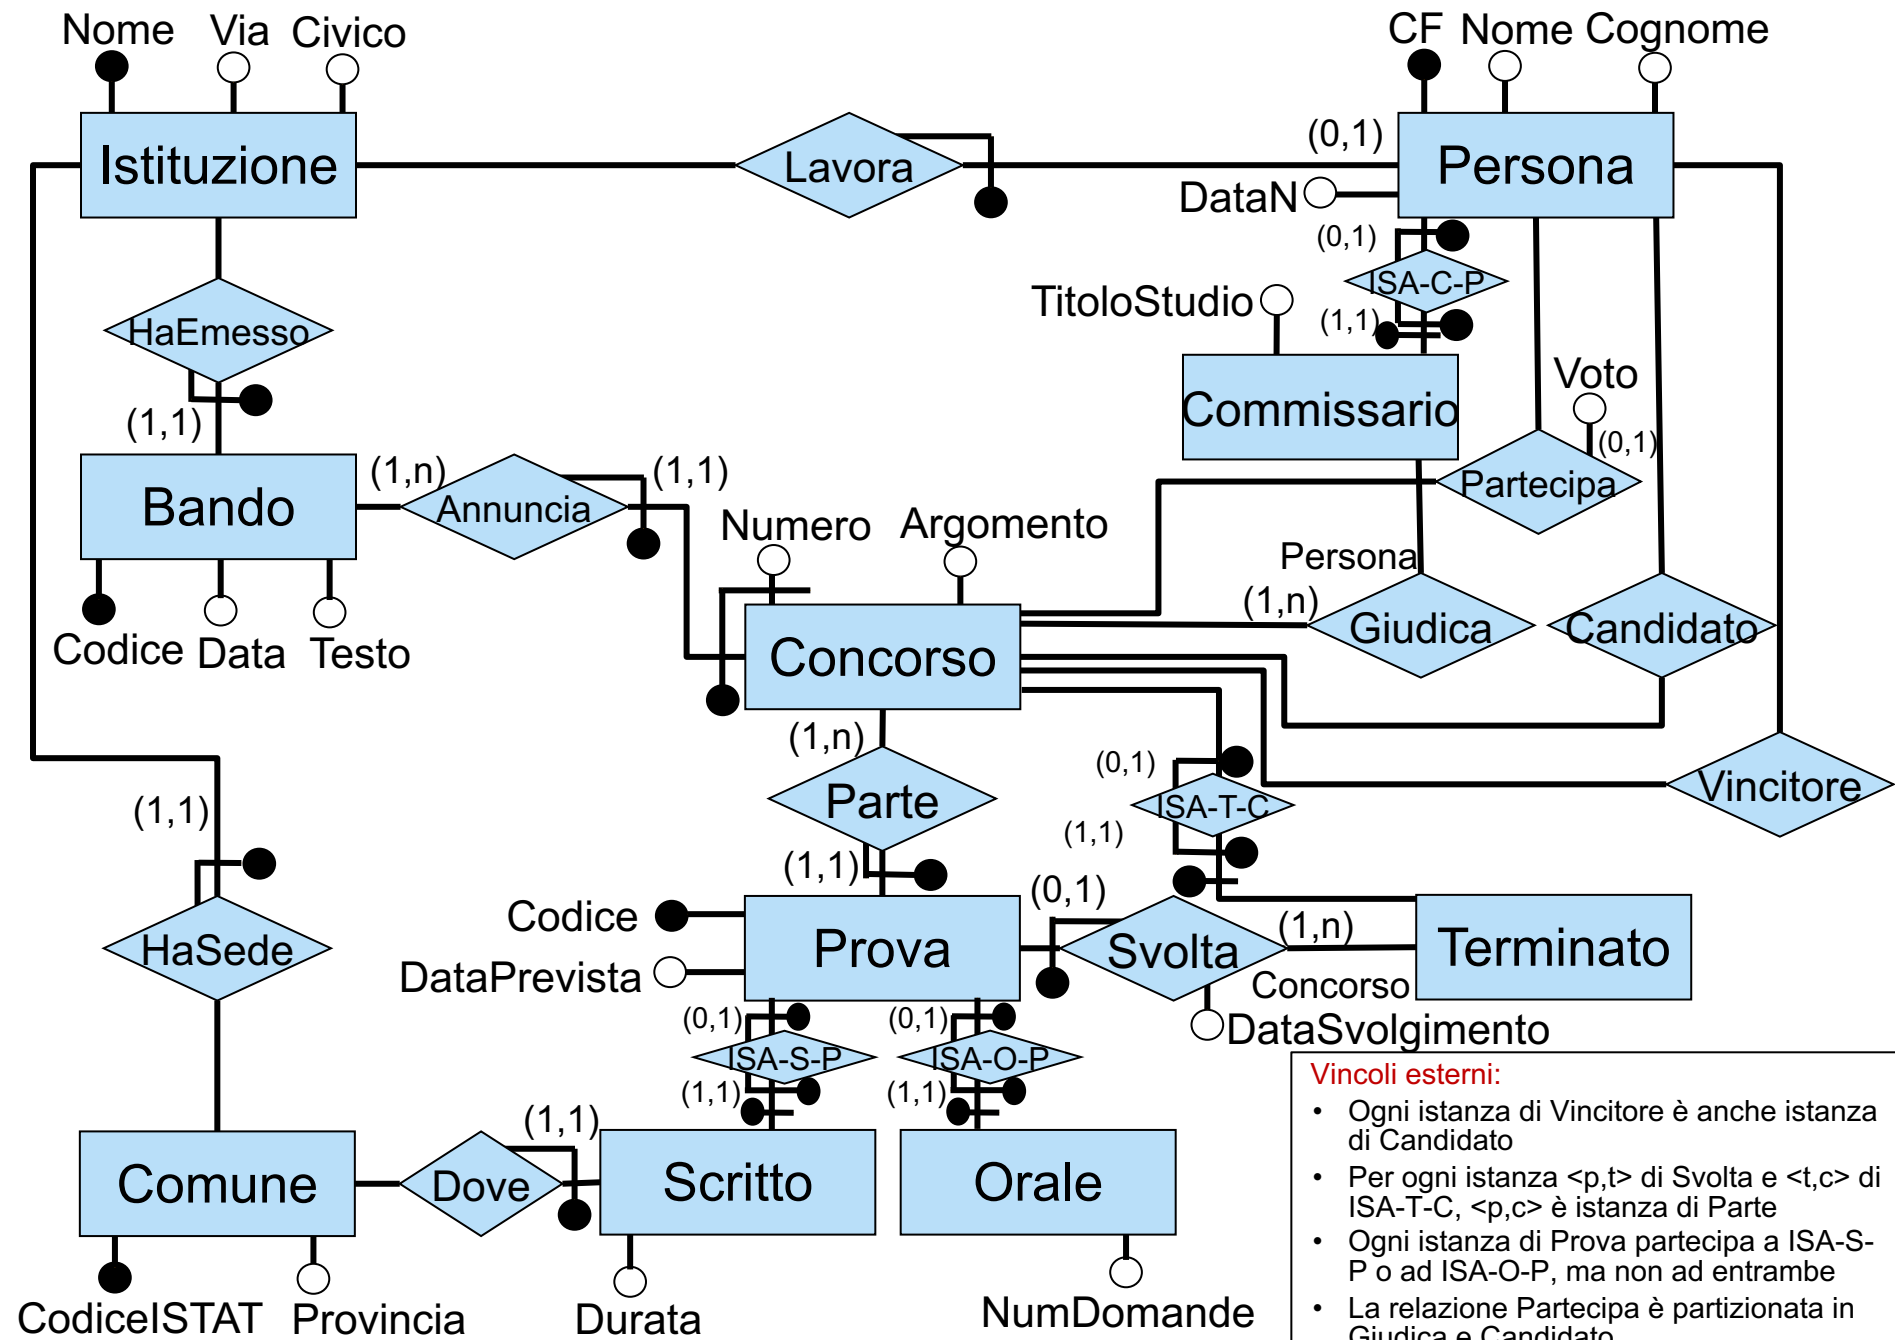 Nome Via Civico
CF Nome Cognome
Istituzione
Lavora
(0,1)
Persona
DataN
(0,1)
ISA-C-P
TitoloStudio
(1,1)
HaEmesso
Commissario
Voto
(0,1)
(1,1)
Bando
(1,n)
Annuncia
(1,1)
Partecipa
Numero Argomento
Persona
(1,n)
Giudica
Candidato
Codice Data Testo
Concorso
(1,n)
Parte
(0,1)
ISA-T-C
(1,1)
Vincitore
(1,1)
(1,1)
(0,1)
Codice
Prova
Svolta
(1,n)
Terminato
HaSede
DataPrevista
Concorso
DataSvolgimento
(0,1)
ISA-S-P
(1,1)
(0,1)
ISA-O-P
(1,1)
Comune
Dove
(1,1)
Scritto
Orale
CodiceISTAT Provincia
Durata
NumDomande
Vincoli esterni:
• Ogni istanza di Vincitore è anche istanza
di Candidato
• Per ogni istanza <p,t> di Svolta e <t,c> di
ISA-T-C, <p,c> è istanza di Parte
• Ogni istanza di Prova partecipa a ISA-S-
P o ad ISA-O-P, ma non ad entrambe
• La relazione Partecipa è partizionata in
Giudica e Candidato